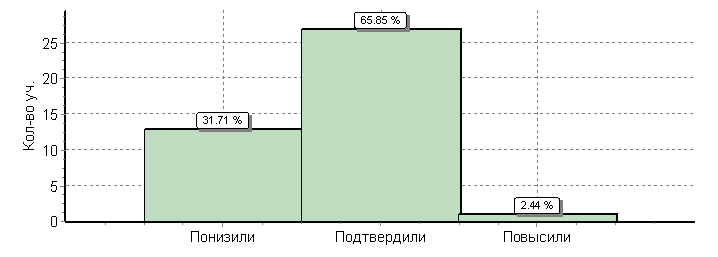 Кол-во уч.
25
20
15
10
5
0
31.71 %
65.85 %
2.44 %
Понизили
Подтвердили
Повысили